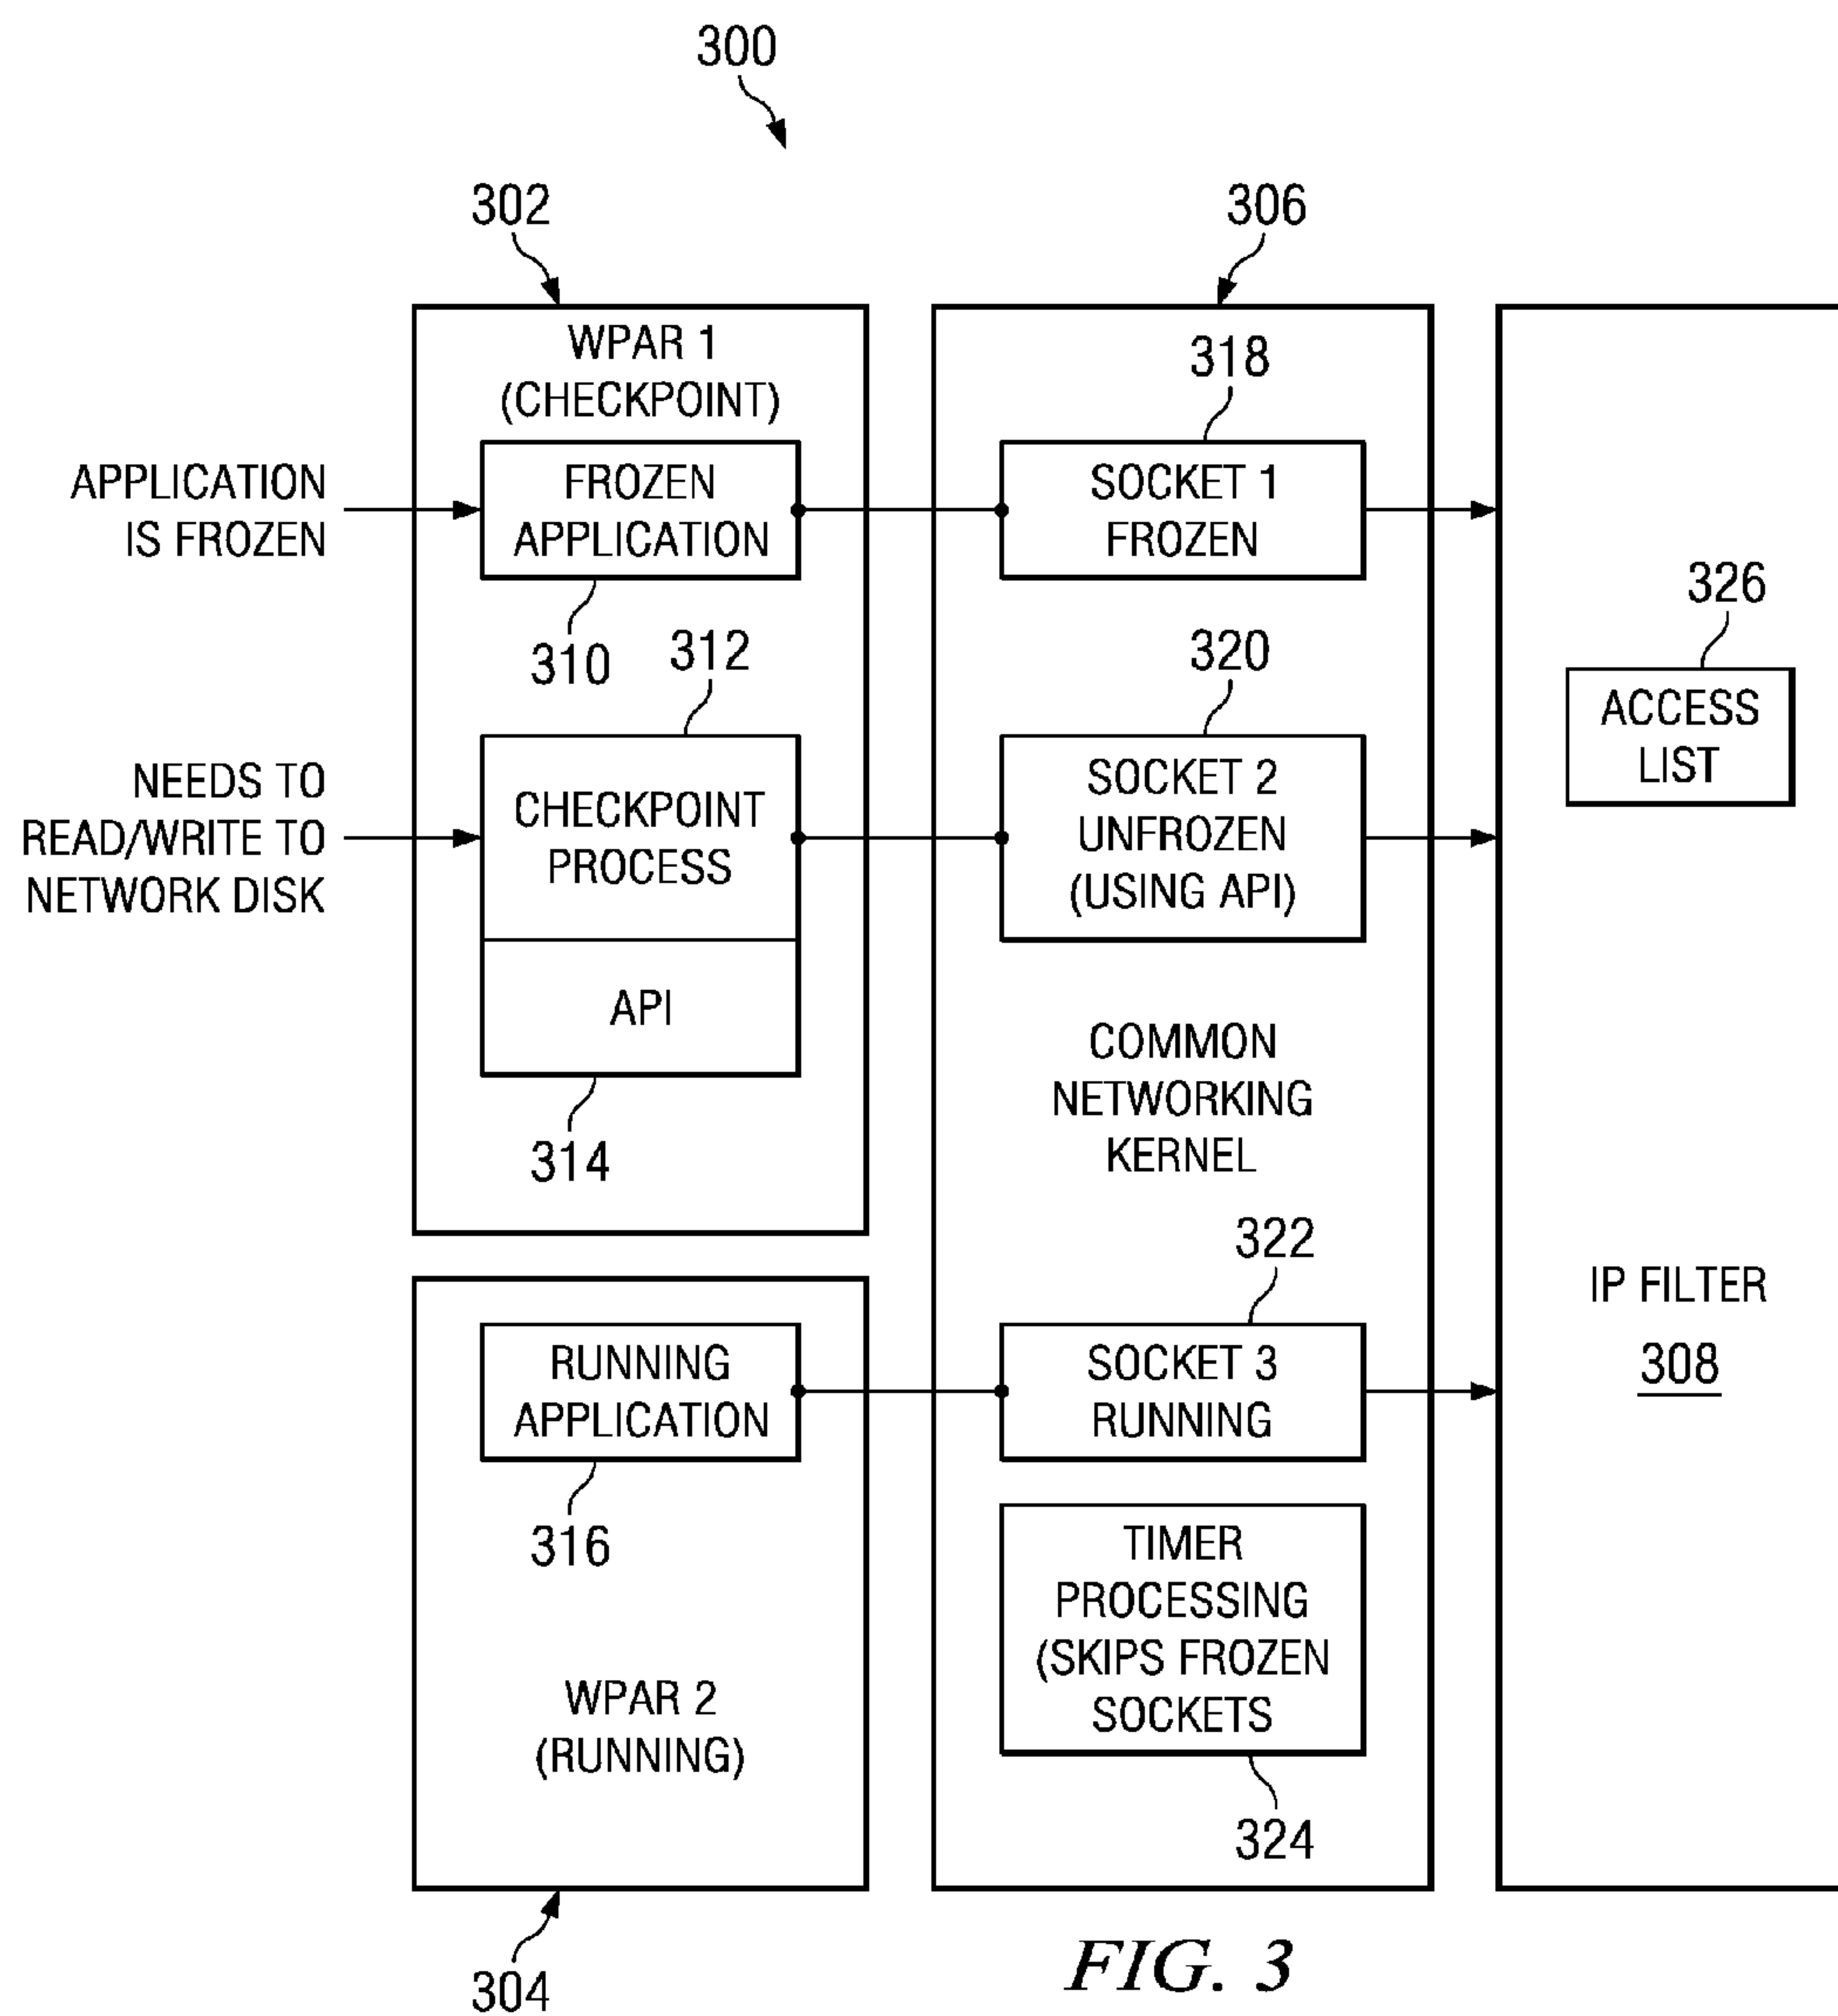 300
302
306
WPAR 1
(CHECKPOINT)
318
APPLICATION
IS FROZEN
FROZEN
APPLICATION
SOCKET 1
FROZEN
310
312
320
326
ACCESS
LIST
NEEDS TO
READ/WRITE TO
NETWORK DISK
CHECKPOINT
PROCESS
SOCKET 2
UNFROZEN
(USING API)
API
314
COMMON
NETWORKING
KERNEL
322
IP FILTER
308
RUNNING
APPLICATION
SOCKET 3
RUNNING
316
TIMER
PROCESSING
(SKIPS FROZEN
SOCKETS
WPAR 2
(RUNNING)
324
304
FIG. 3